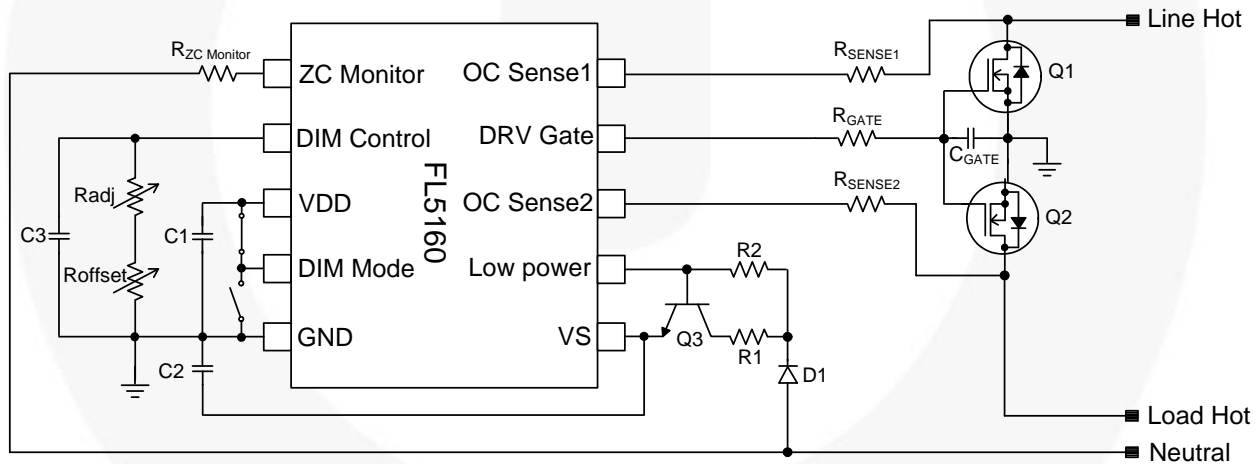 Line Hot
R_ZC Monitor
R_SENSE1
ZC Monitor
OC Sense1
Q1
R_GATE
DIM Control
DRV Gate
C_GATE
FL5160
Radj
R_SENSE2
VDD
OC Sense2
Q2
C3
C1
R2
DIM Mode
Low power
Roffset
GND
VS
Q3
R1
C2
D1
Load Hot
Neutral